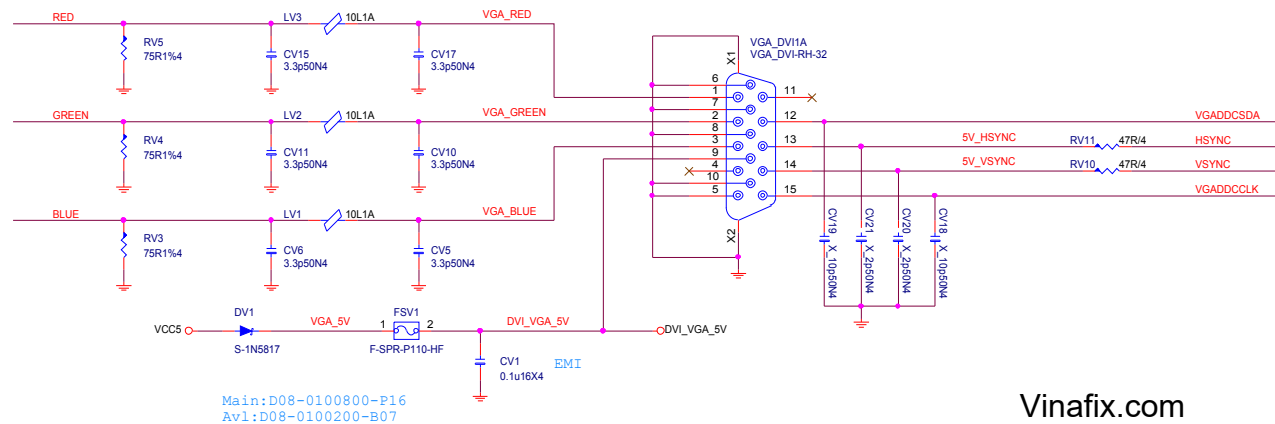 RED
LV3
10L1A
VGA_RED
RV5
75R1%4
CV15
3.3p50N4
CV17
3.3p50N4
GREEN
LV2
10L1A
VGA_GREEN
RV4
75R1%4
CV11
3.3p50N4
CV10
3.3p50N4
BLUE
LV1
10L1A
VGA_BLUE
RV3
75R1%4
CV6
3.3p50N4
CV5
3.3p50N4
VGA_DVI1A
VGA_DVI-RH-32
X1
6
1
7
2
8
3
9
4
10
5
11
12
13
14
15
X2
VGADDCSDA
5V_HSYNC
RV11
47R/4
HSYNC
5V_VSYNC
RV10
47R/4
VSYNC
VGADDCCLK
CV19
X_10p50N4
CV21
X_2p50N4
CV20
X_2p50N4
CV18
X_10p50N4
VCC5
DV1
S-1N5817
VGA_5V
1
FSV1
2
F-SPR-P110-HF
DVI_VGA_5V
DVI_VGA_5V
CV1
0.1u16X4
EMI
Main:D08-0100800-P16
Avl:D08-0100200-B07
Vinafix.com